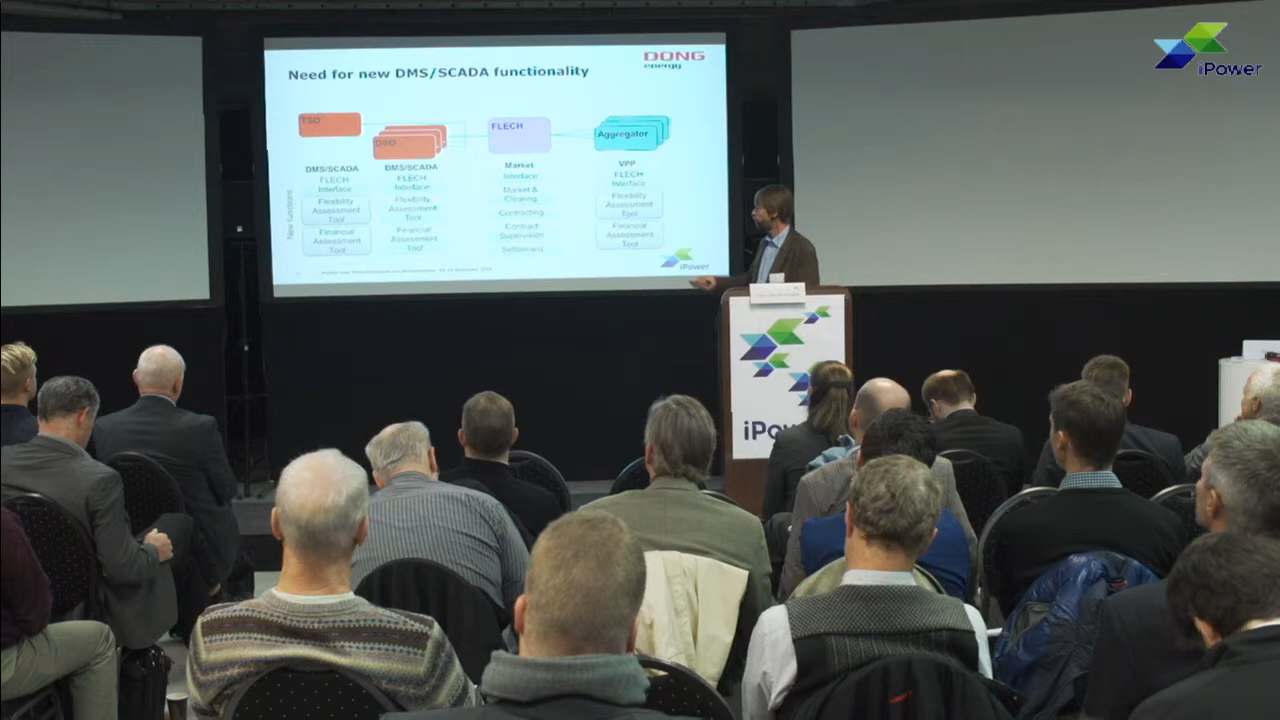 DONG
energy
Need for new DMS/SCADA functionality
TSO
DSO
FLECH
Aggregator
DMS/SCADA
FLECH
Interface
Flexibility
Assessment
Tool
Financial
Assessment
Tool
DMS/SCADA
FLECH
Interface
Flexibility
Assessment
Tool
Financial
Assessment
Tool
Market
Interface
Market &
Clearing
Contracting
Contract
Supervision
Settlement
VPP
FLECH
Interface
Flexibility
Assessment
Tool
Financial
Assessment
Tool
New functions
iPower
iPower
iPo